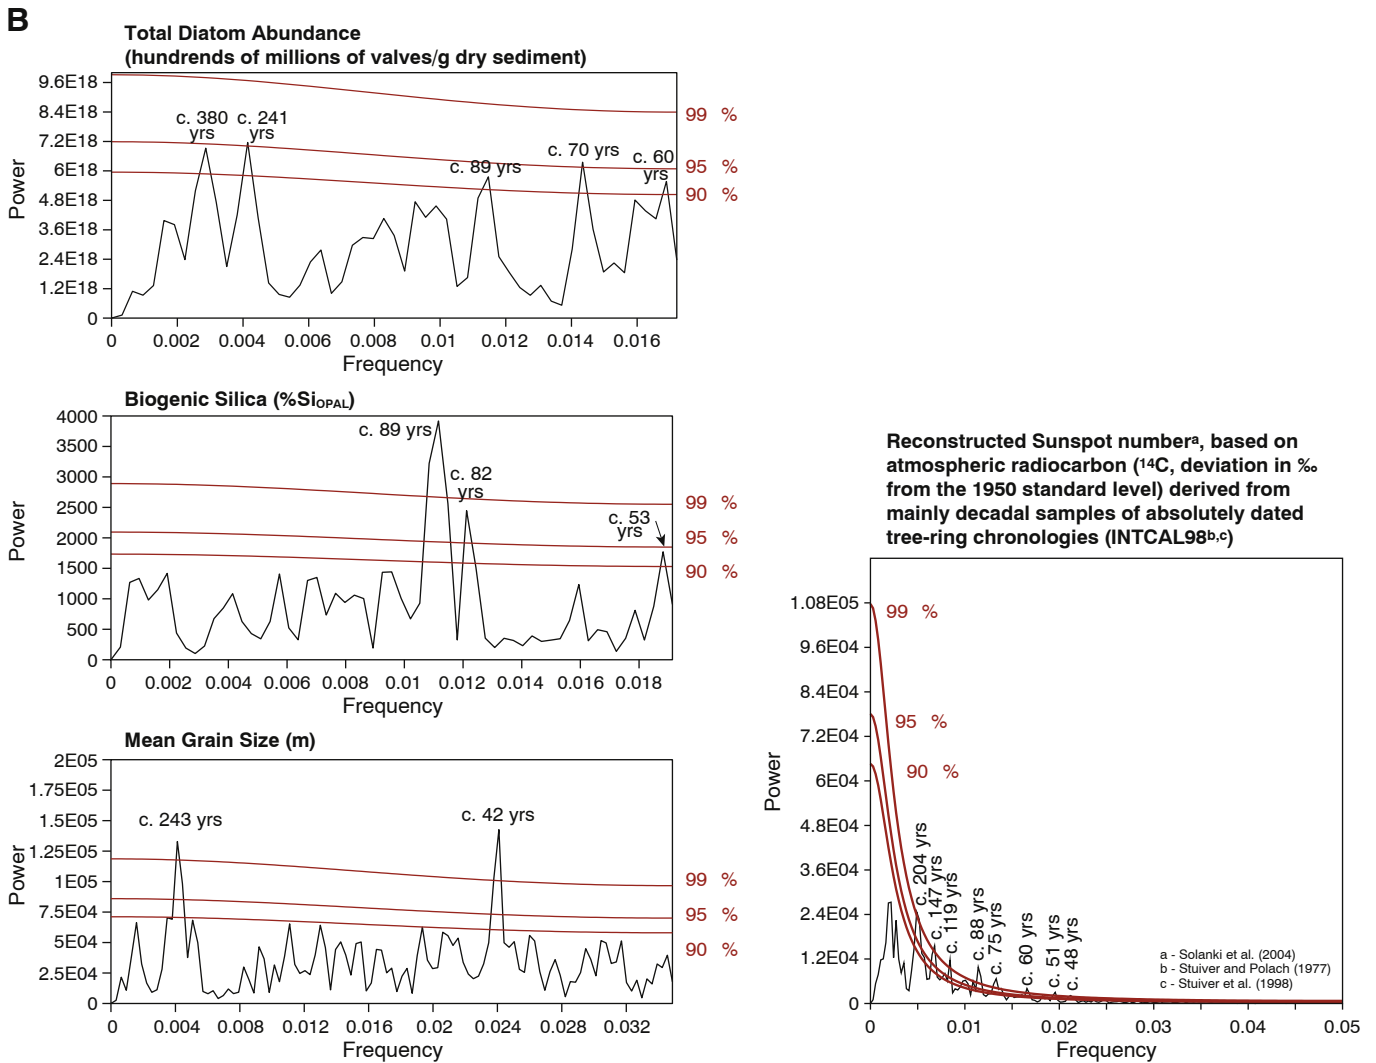 B
Total Diatom Abundance
(hundrends of millions of valves/g dry sediment)
9.6E18
8.4E18
7.2E18
6E18
4.8E18
3.6E18
2.4E18
1.2E18
0
Power
c. 380
yrs
c. 241
yrs
c. 89 yrs
c. 70 yrs
c. 60
yrs
99 %
95 %
90 %
0 0.002 0.004 0.006 0.008 0.01 0.012 0.014 0.016
Frequency
Biogenic Silica (%SiOPAL)
4000
3500
3000
2500
2000
1500
1000
500
0
Power
c. 89 yrs
c. 82
yrs
c. 53
yrs
99 %
95 %
90 %
0 0.002 0.004 0.006 0.008 0.01 0.012 0.014 0.016 0.018
Frequency
Mean Grain Size (m)
2E05
1.75E05
1.5E05
1.25E05
1E05
7.5E04
5E04
2.5E04
0
Power
c. 243 yrs
c. 42 yrs
99 %
95 %
90 %
0 0.004 0.008 0.012 0.016 0.02 0.024 0.028 0.032
Frequency
Reconstructed Sunspot numberᵃ, based on
atmospheric radiocarbon (¹⁴C, deviation in ‰
from the 1950 standard level) derived from
mainly decadal samples of absolutely dated
tree-ring chronologies (INTCAL98ᵇ,ᶜ)
1.08E05
9.6E04
8.4E04
7.2E04
6E04
4.8E04
3.6E04
2.4E04
1.2E04
0
Power
99 %
95 %
90 %
c. 204 yrs
c. 147 yrs
c. 119 yrs
c. 88 yrs
c. 75 yrs
c. 60 yrs
c. 51 yrs
c. 48 yrs
a - Solanki et al. (2004)
b - Stuiver and Polach (1977)
c - Stuiver et al. (1998)
0 0.01 0.02 0.03 0.04 0.05
Frequency